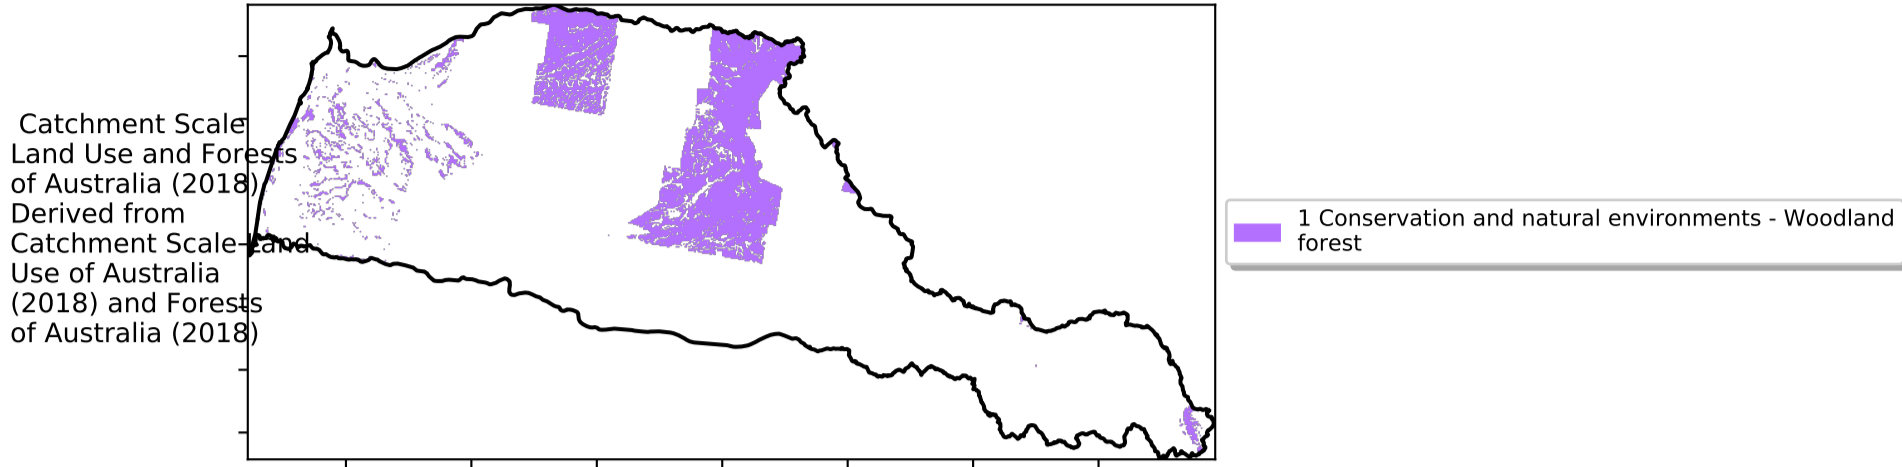 Catchment Scale
Land Use and Forests
of Australia (2018)
Derived from
Catchment Scale Land
Use of Australia
(2018) and Forests
of Australia (2018)
1 Conservation and natural environments - Woodland
forest